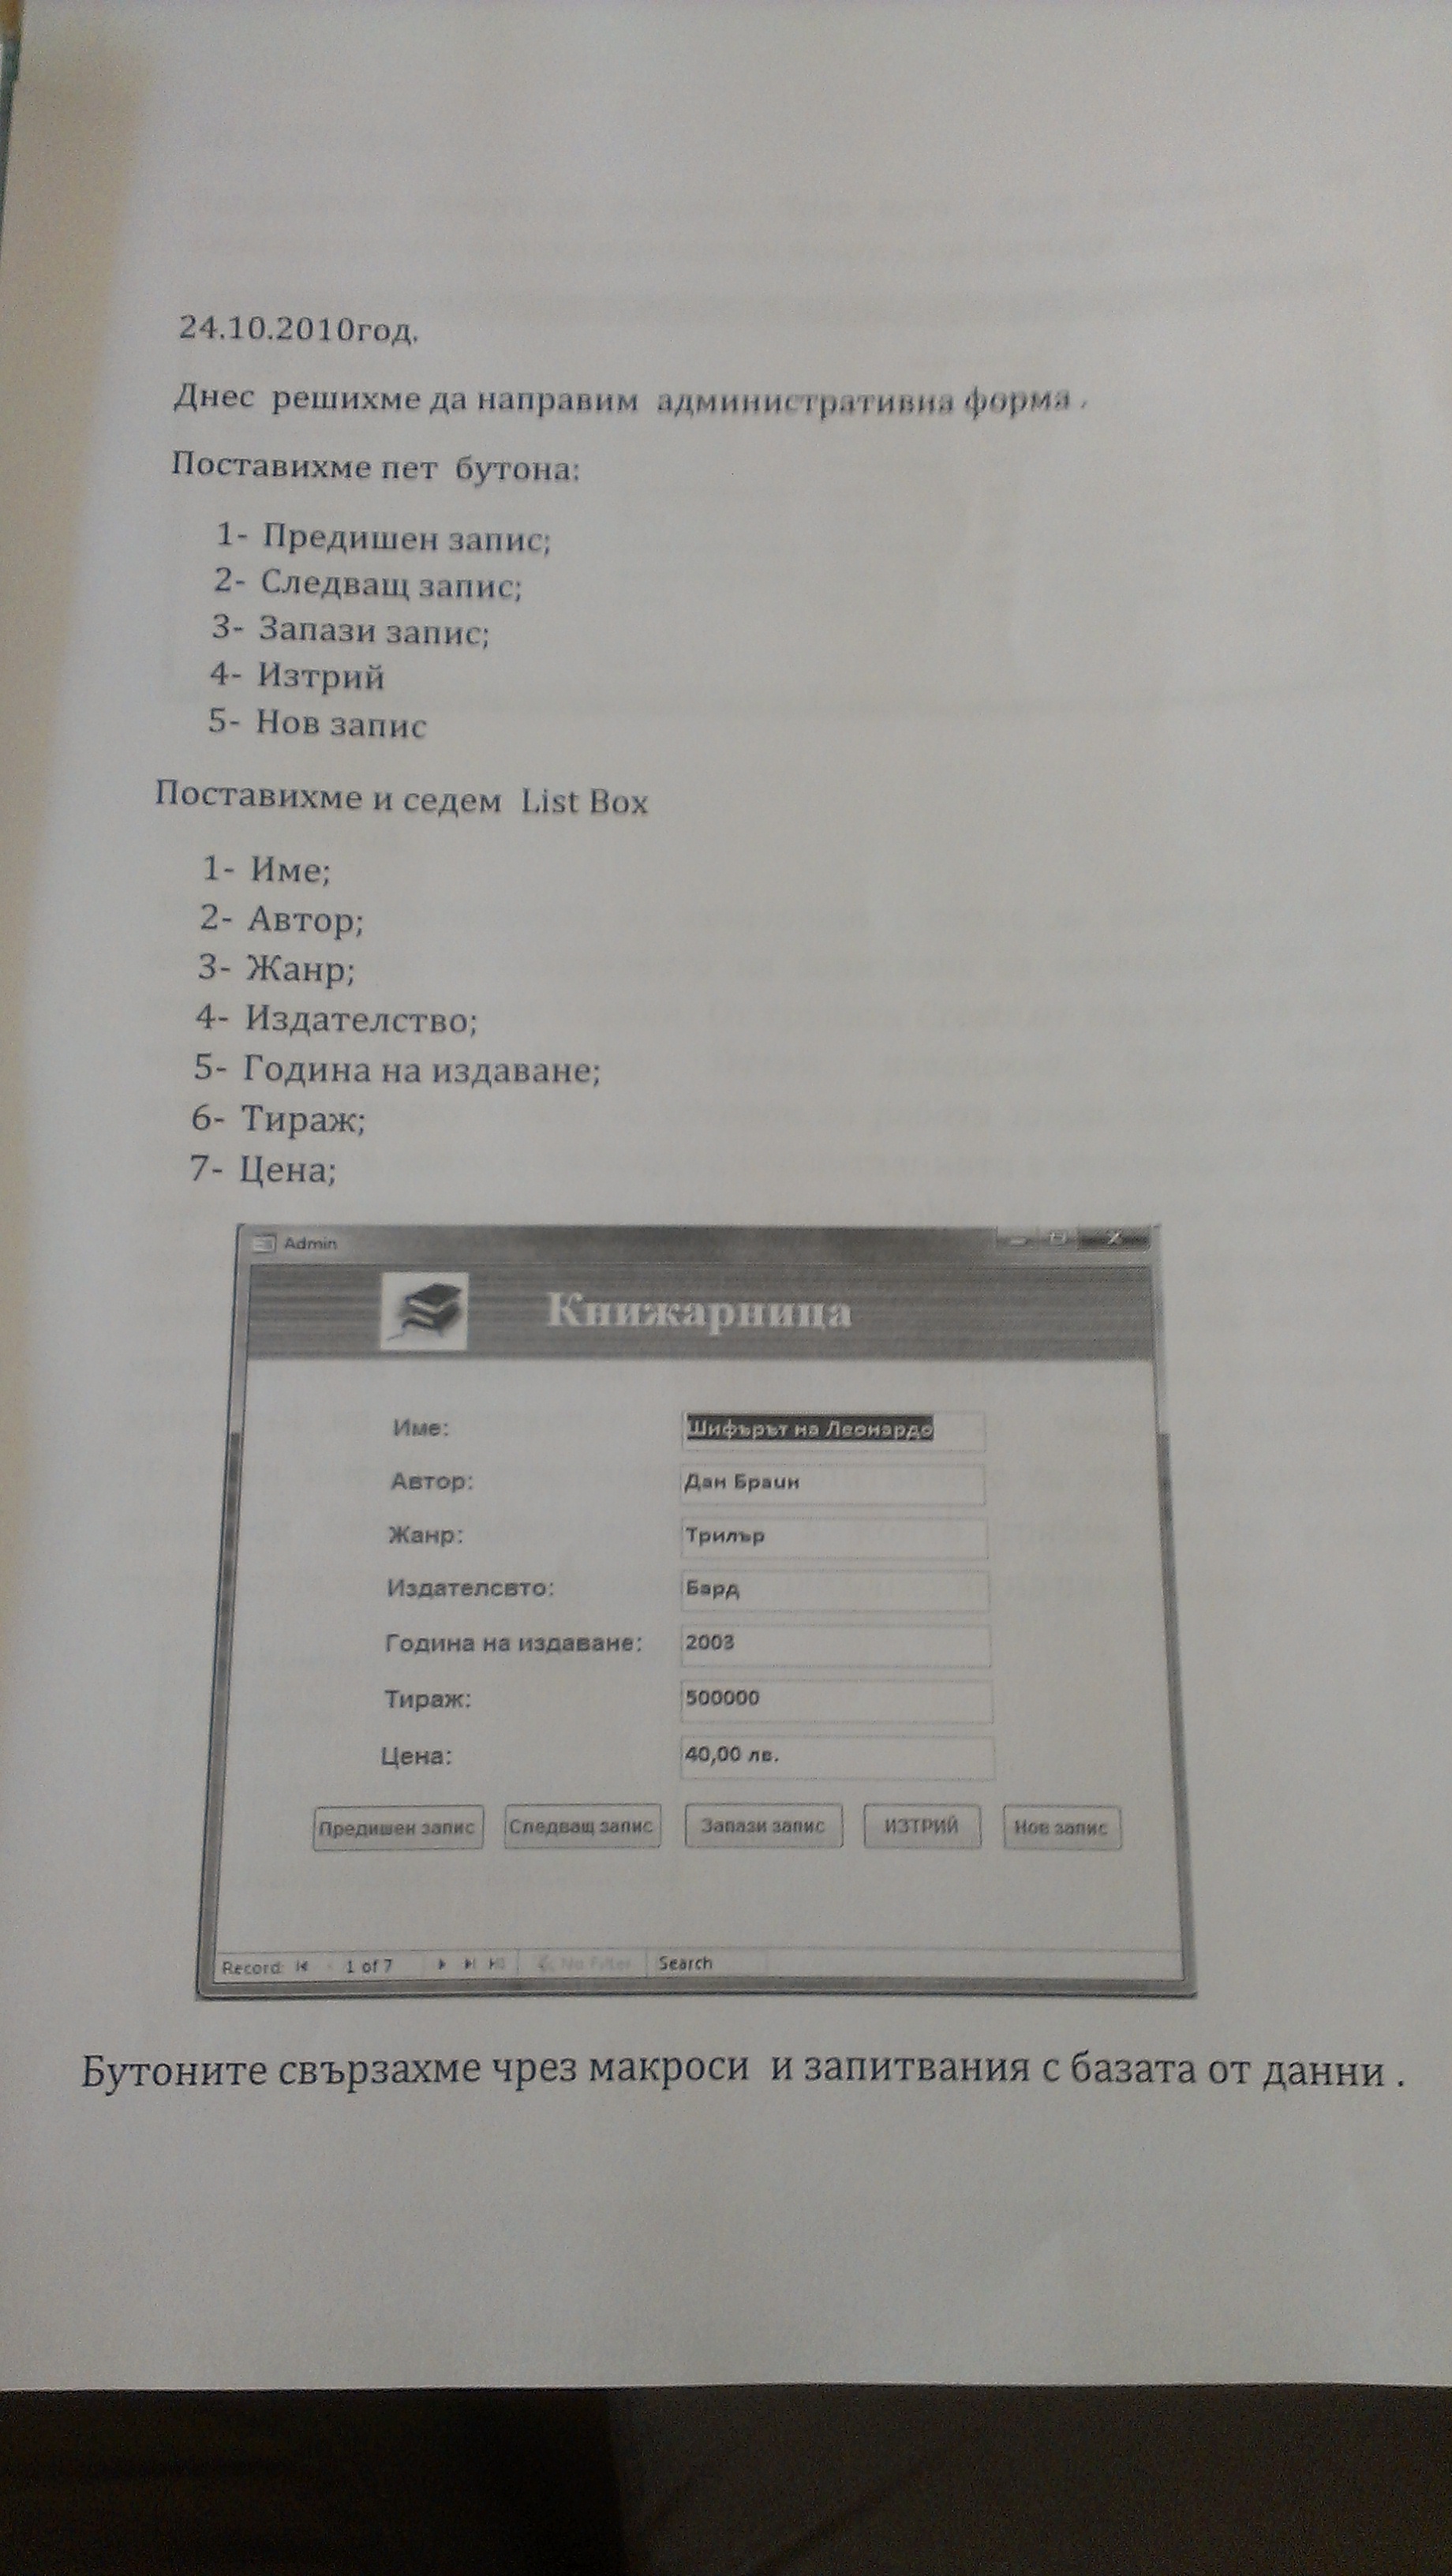 24.10.2010год.
Днес решихме да направим административна форма .
Поставихме пет бутона:
1- Предишен запис;
2- Следващ запис;
3- Запази запис;
4- Изтрий
5- Нов запис
Поставихме и седем List Box
1- Име;
2- Автор;
3- Жанр;
4- Издателство;
5- Година на издаване;
6- Тираж;
7- Цена;
Admin
Книжарница
Име: Шифърът на Леонардо
Автор: Дан Браун
Жанр: Трилър
Издателсвто: Бард
Година на издаване: 2003
Тираж: 500000
Цена: 40,00 лв.
Предишен запис Следващ запис Запази запис ИЗТРИЙ Нов запис
Record: 1 of 7 No Filter Search
Бутоните свързахме чрез макроси и запитвания с базата от данни .